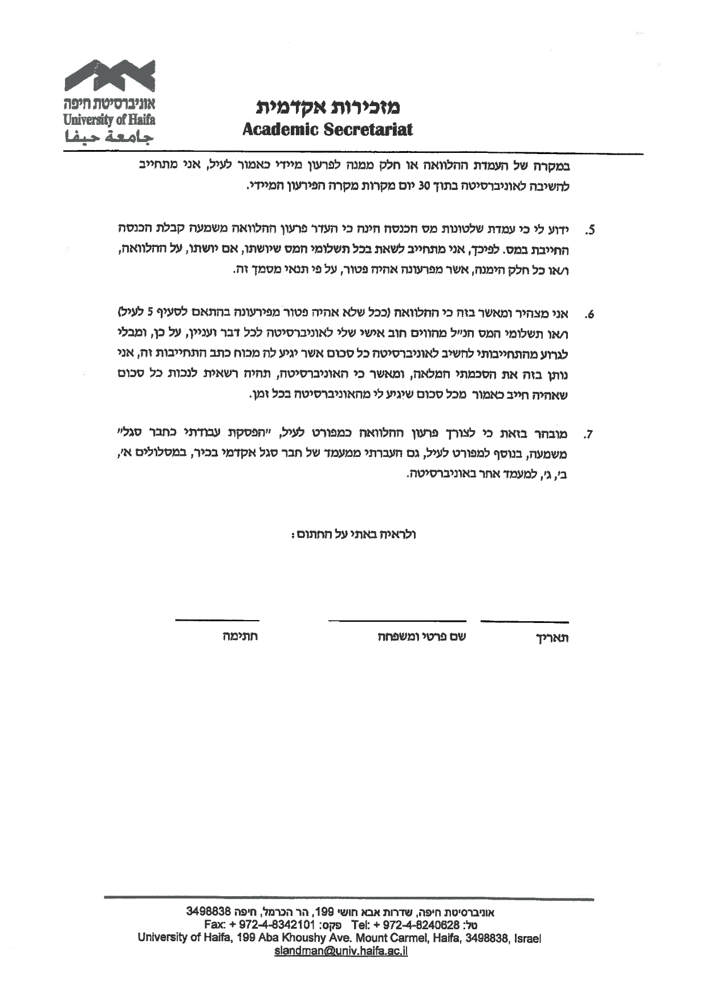 אוניברסיטת חיפה
University of Haifa
جامعة حيفا
מזכירות אקדמית
Academic Secretariat
במקרה של העמדת ההלוואה או חלק ממנה לפרעון מיידי כאמור לעיל, אני מתחייב
להשיבה לאוניברסיטה בתוך 30 יום מקרות מקרה הפירעון המיידי.
5. ידוע לי כי עמדת שלטונות מס הכנסה הינה כי העדר פרעון ההלוואה משמעה קבלת הכנסה
החייבת במס. לפיכך, אני מתחייב לשאת בכל תשלומי המס שיושתו, אם יושתו, על ההלוואה,
ו/או כל חלק הימנה, אשר מפרעונה אהיה פטור, על פי תנאי מסמך זה.
6. אני מצהיר ומאשר בזה כי ההלוואה (ככל שלא אהיה פטור מפירעונה בהתאם לסעיף 5 לעיל)
ו/או תשלומי המס הנ״ל מהווים חוב אישי שלי לאוניברסיטה לכל דבר ועניין, על כן, ומבלי
לגרוע מהתחייבותי להשיב לאוניברסיטה כל סכום אשר יגיע לה מכוח כתב התחייבות זה, אני
נותן בזה את הסכמתי המלאה, ומאשר כי האוניברסיטה, תהיה רשאית לנכות כל סכום
שאהיה חייב כאמור מכל סכום שיגיע לי מהאוניברסיטה בכל זמן.
7. מובהר בזאת כי לצורך פרעון ההלוואה כמפורט לעיל, ״הפסקת עבודתי כחבר סגל״
משמעה, בנוסף למפורט לעיל, גם העברתי ממעמד של חבר סגל אקדמי בכיר, במסלולים א׳,
ב׳, ג׳, למעמד אחר באוניברסיטה.
ולראיה באתי על החתום:
תאריך שם פרטי ומשפחה חתימה
אוניברסיטת חיפה, שדרות אבא חושי 199, הר הכרמל, חיפה 3498838
טל: Tel: + 972-4-8240628 פקס: Fax: + 972-4-8342101
University of Haifa, 199 Aba Khoushy Ave. Mount Carmel, Haifa, 3498838, Israel
slandman@univ.haifa.ac.il